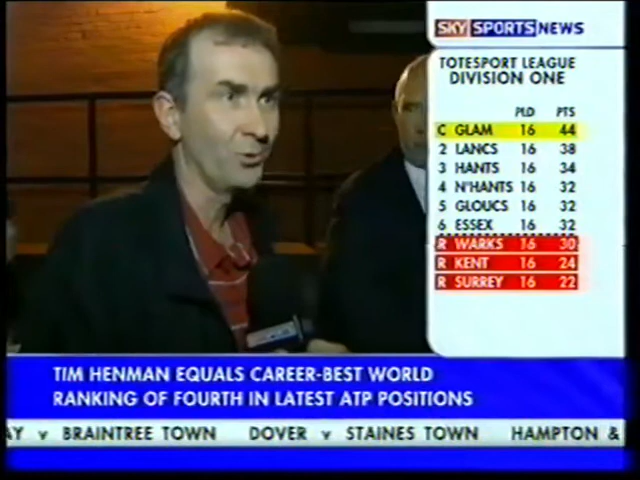 SKY SPORTS NEWS
TOTESPORT LEAGUE
DIVISION ONE
PLD PTS
C GLAM 16 44
2 LANCS 16 38
3 HANTS 16 34
4 N'HANTS 16 32
5 GLOUCS 16 32
6 ESSEX 16 32
R WARKS 16 30
R KENT 16 24
R SURREY 16 22
TIM HENMAN EQUALS CAREER-BEST WORLD
RANKING OF FOURTH IN LATEST ATP POSITIONS
AY v BRAINTREE TOWN DOVER v STAINES TOWN HAMPTON &